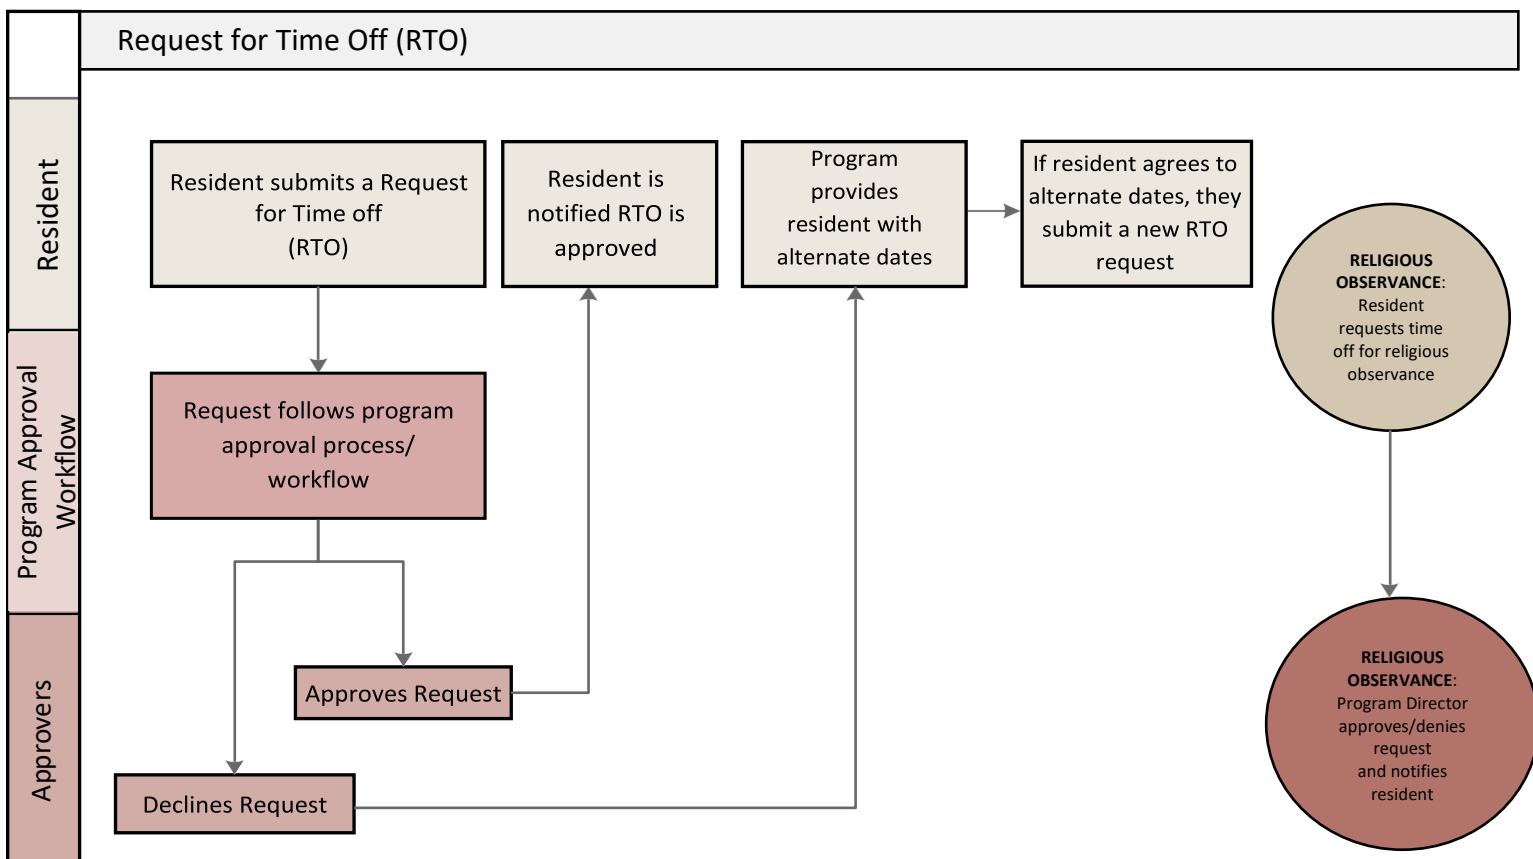 Request for Time Off (RTO)
Resident
Resident submits a Request
for Time off
(RTO)
Resident is
notified RTO is
approved
Program
provides
resident with
alternate dates
If resident agrees to
alternate dates, they
submit a new RTO
request
RELIGIOUS
OBSERVANCE:
Resident
requests time
off for religious
observance
Program Approval
Workflow
Request follows program
approval process/
workflow
Approvers
Approves Request
Declines Request
RELIGIOUS
OBSERVANCE:
Program Director
approves/denies
request
and notifies
resident